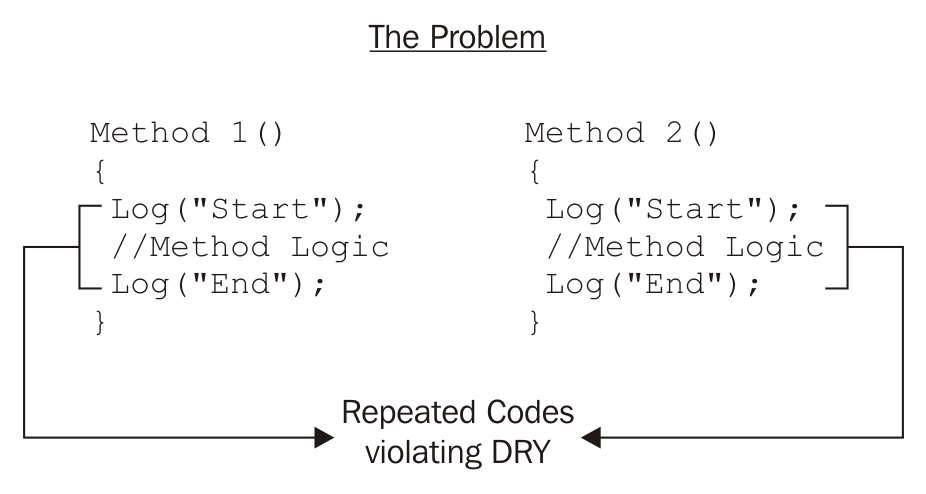 The Problem
Method 1()
{
Log("Start");
//Method Logic
Log("End");
}
Method 2()
{
Log("Start");
//Method Logic
Log("End");
}
Repeated Codes
violating DRY